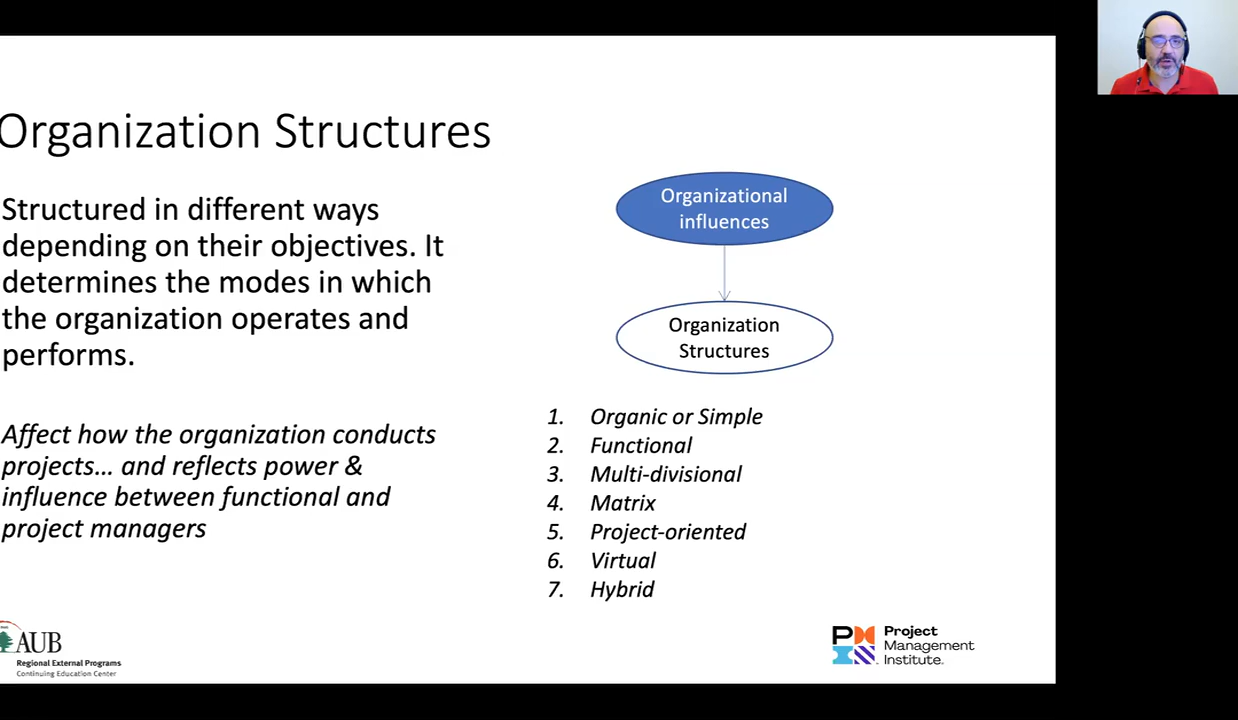 Organization Structures
Structured in different ways
depending on their objectives. It
determines the modes in which
the organization operates and
performs.
Affect how the organization conducts
projects... and reflects power &
influence between functional and
project managers
Organizational
influences
Organization
Structures
1. Organic or Simple
2. Functional
3. Multi-divisional
4. Matrix
5. Project-oriented
6. Virtual
7. Hybrid
AUB
Regional External Programs
Continuing Education Center
Project
Management
Institute.